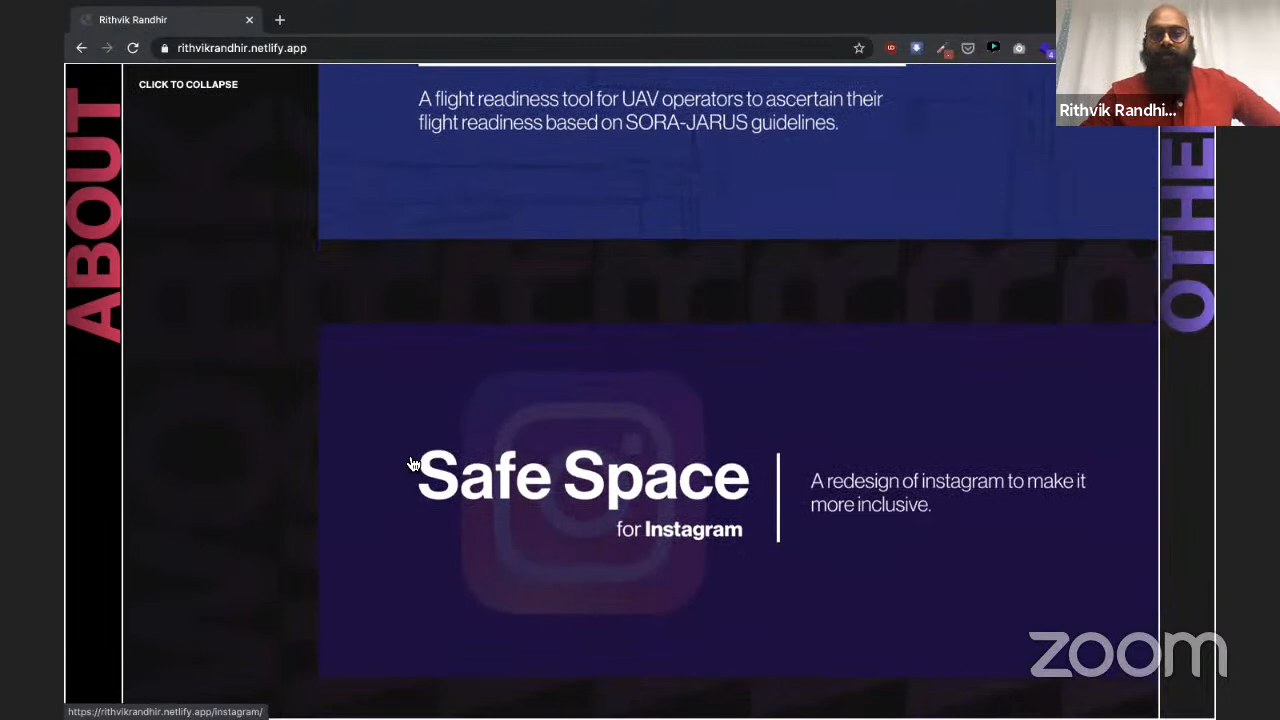 Rithvik Randhir
rithvikrandhir.netlify.app
Rithvik Randhi...
CLICK TO COLLAPSE
ABOUT
OTHE
A flight readiness tool for UAV operators to ascertain their
flight readiness based on SORA-JARUS guidelines.
Safe Space
for Instagram
A redesign of instagram to make it
more inclusive.
zoom
https://rithvikrandhir.netlify.app/instagram/